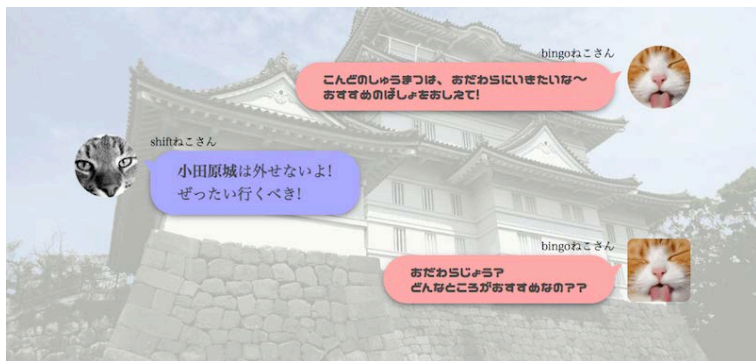 bingoねこさん
こんどのしゅうまつは、おだわらにいきたいな～
おすすめのばしょをおしえて!
shiftねこさん
小田原城は外せないよ!
ぜったい行くべき!
bingoねこさん
おだわらじょう？
どんなところがおすすめなの？？